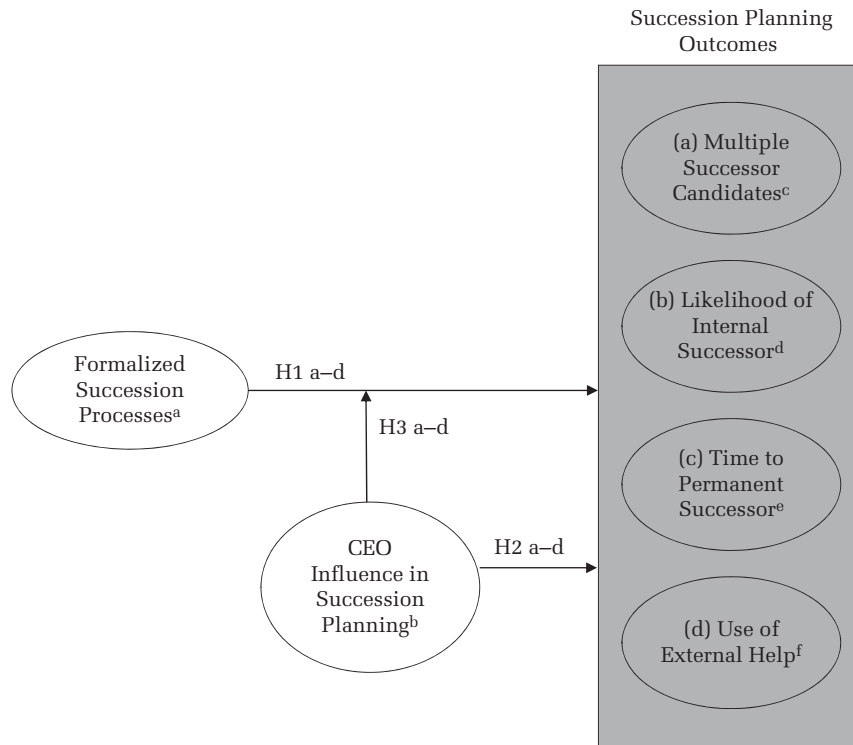 Succession Planning
Outcomes
(a) Multiple
Successor
Candidatesᶜ
(b) Likelihood of
Internal
Successorᵈ
Formalized
Succession
Processesᵃ
H1 a–d
H3 a–d
(c) Time to
Permanent
Successorᵉ
CEO
Influence in
Succession
Planningᵇ
H2 a–d
(d) Use of
External Helpᶠ